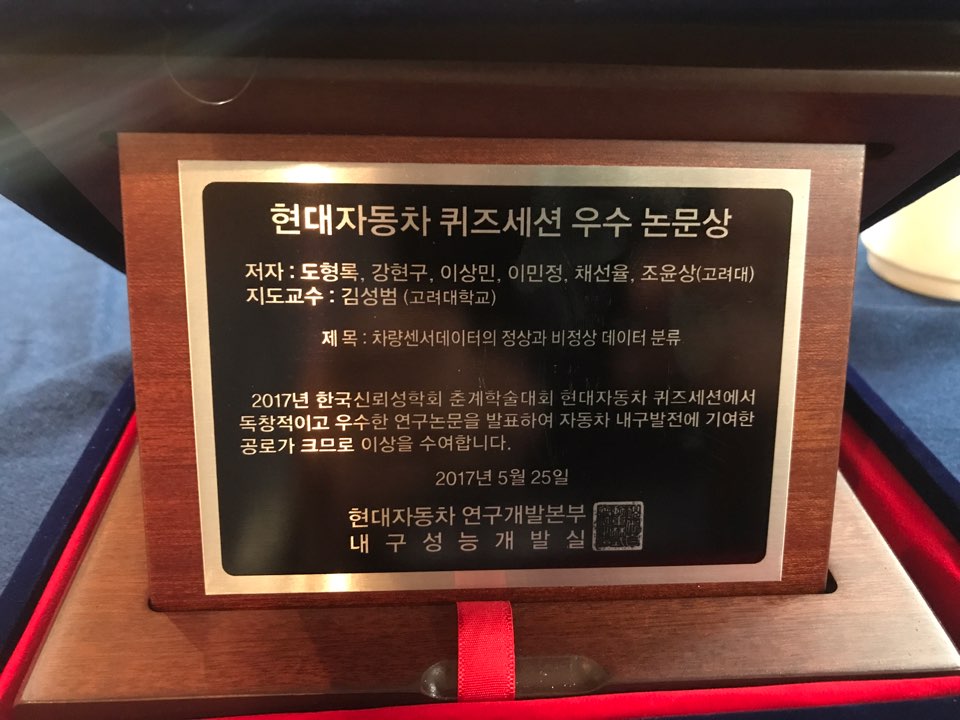 현대자동차 퀴즈세션 우수 논문상
저자 : 도형록, 강현구, 이상민, 이민정, 채선율, 조윤상(고려대)
지도교수 : 김성범 (고려대학교)
제 목 : 차량센서데이터의 정상과 비정상 데이터 분류
2017년 한국신뢰성학회 춘계학술대회 현대자동차 퀴즈세션에서
독창적이고 우수한 연구논문을 발표하여 자동차 내구발전에 기여한
공로가 크므로 이상을 수여합니다.
2017년 5월 25일
현대자동차 연구개발본부
내 구 성 능 개 발 실